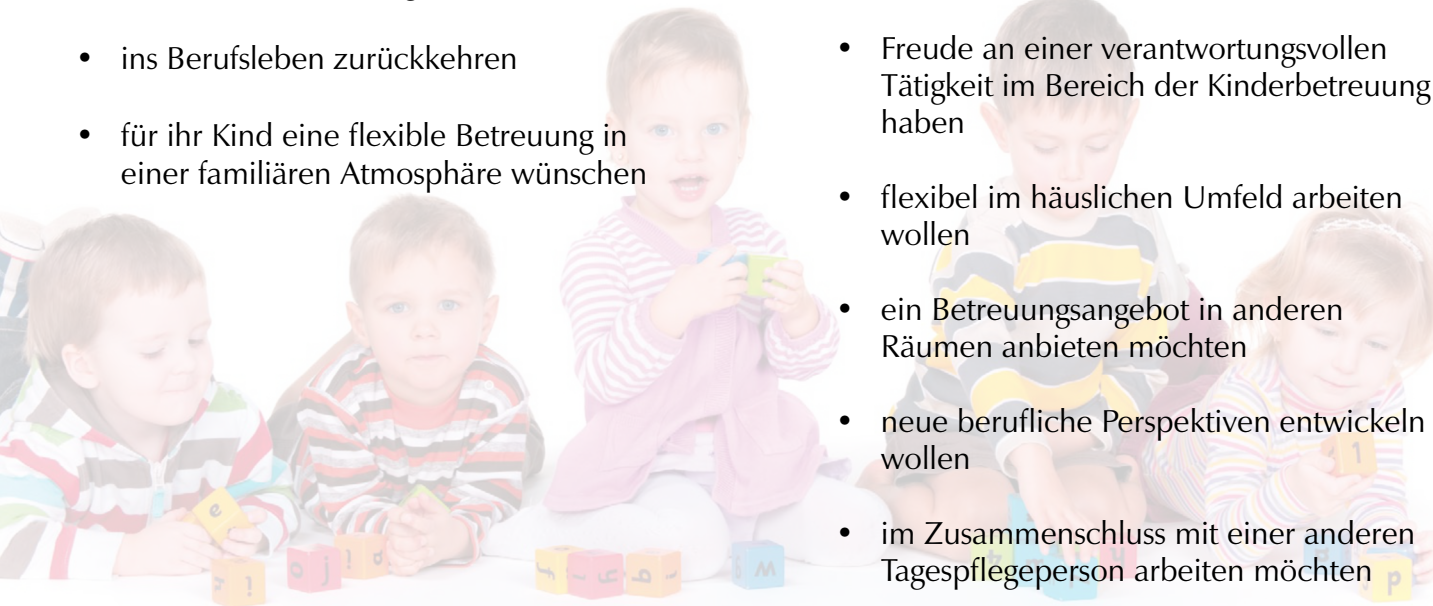 • ins Berufsleben zurückkehren
• für ihr Kind eine flexible Betreuung in
einer familiären Atmosphäre wünschen
• Freude an einer verantwortungsvollen
Tätigkeit im Bereich der Kinderbetreuung
haben
• flexibel im häuslichen Umfeld arbeiten
wollen
• ein Betreuungsangebot in anderen
Räumen anbieten möchten
• neue berufliche Perspektiven entwickeln
wollen
• im Zusammenschluss mit einer anderen
Tagespflegeperson arbeiten möchten